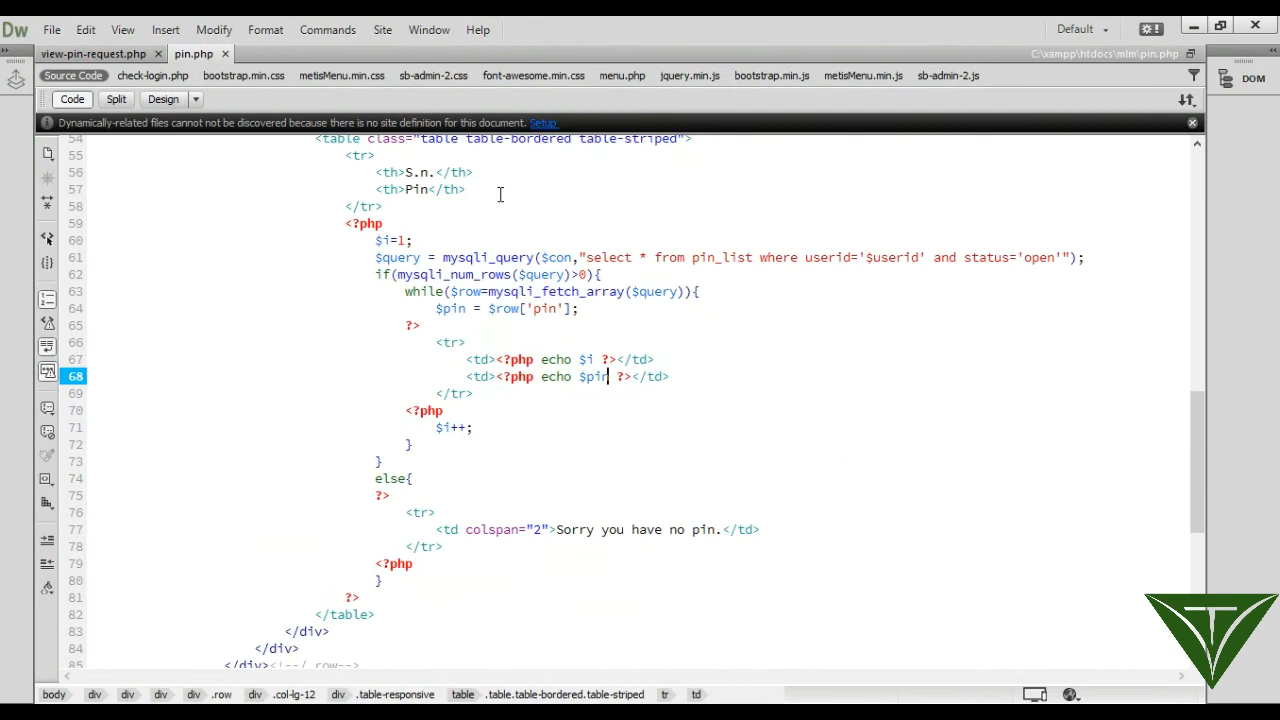 Dw File Edit View Insert Modify Format Commands Site Window Help Default
view-pin-request.php × pin.php × C:\xampp\htdocs\mlm\pin.php
Source Code check-login.php bootstrap.min.css metisMenu.min.css sb-admin-2.css font-awesome.min.css menu.php jquery.min.js bootstrap.min.js metisMenu.min.js sb-admin-2.js DOM
Code Split Design
Dynamically-related files cannot not be discovered because there is no site definition for this document. Setup
54 <table class="table table-bordered table-striped">
55 <tr>
56 <th>S.n.</th>
57 <th>Pin</th>
58 </tr>
59 <?php
60 $i=1;
61 $query = mysqli_query($con,"select * from pin_list where userid='$userid' and status='open'");
62 if(mysqli_num_rows($query)>0){
63 while($row=mysqli_fetch_array($query)){
64 $pin = $row['pin'];
65 ?>
66 <tr>
67 <td><?php echo $i ?></td>
68 <td><?php echo $pin ?></td>
69 </tr>
70 <?php
71 $i++;
72 }
73 }
74 else{
75 ?>
76 <tr>
77 <td colspan="2">Sorry you have no pin.</td>
78 </tr>
79 <?php
80 }
81 ?>
82 </table>
83 </div>
84 </div>
85 </div><!--/.row-->
body div div div div .row div .col-lg-12 div .table-responsive table .table.table-bordered.table-striped tr td